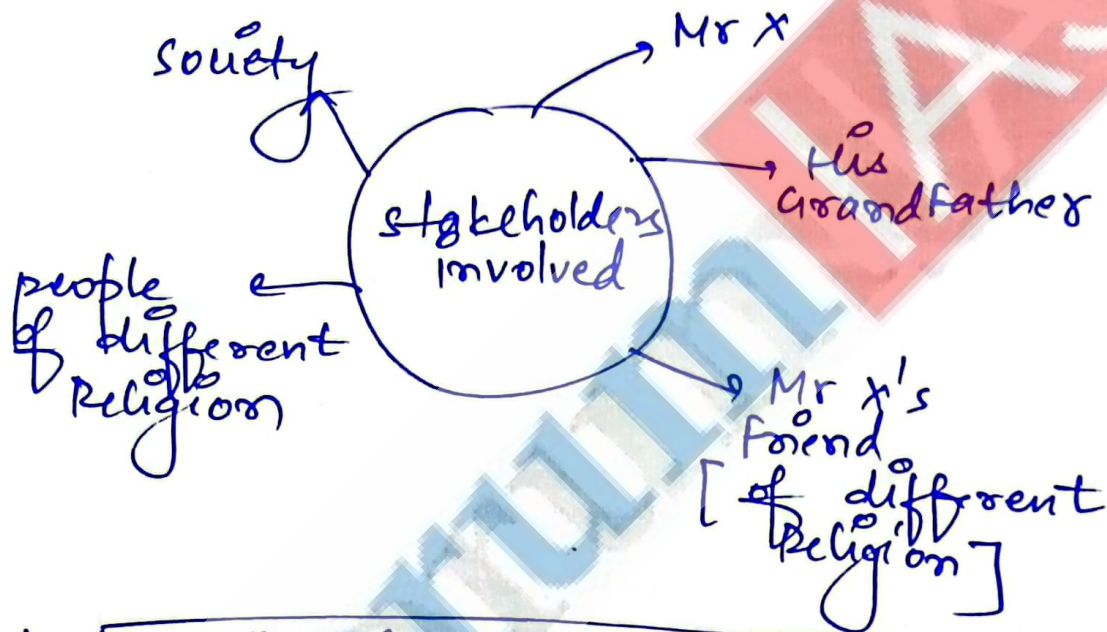 society
Mr X
His
Grandfather
stakeholders
involved
people
of different
Religion
Mr X's
Friend
[ of different
Religion ]